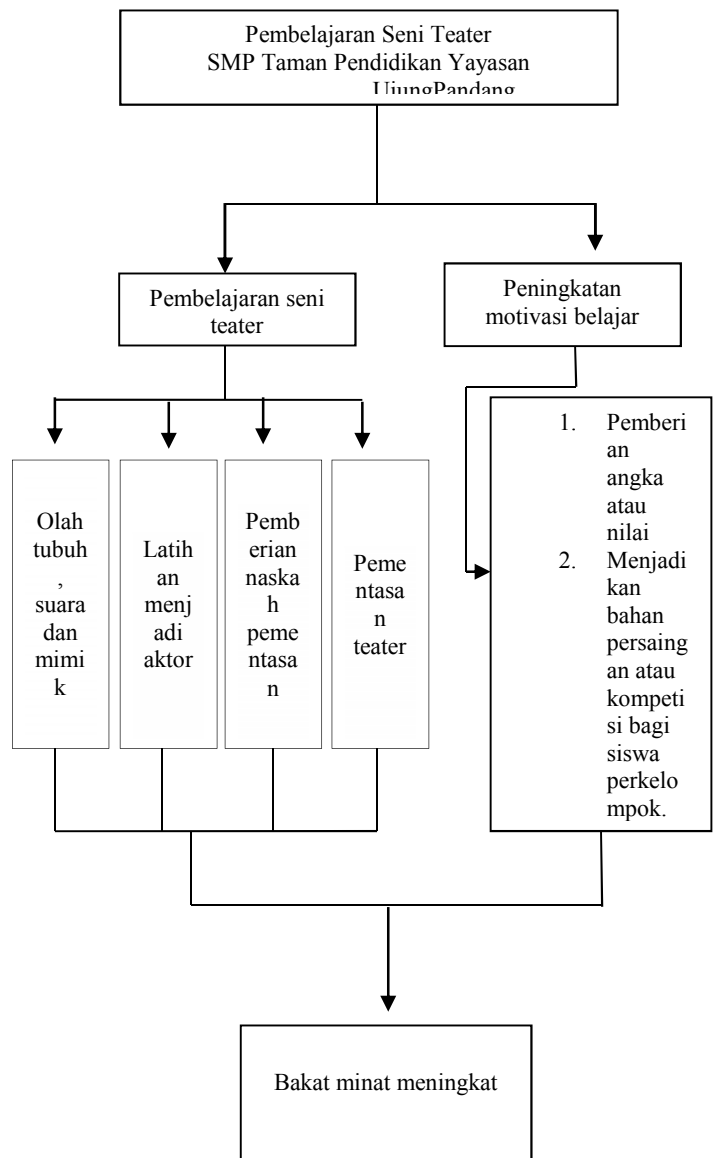 Pembelajaran Seni Teater
SMP Taman Pendidikan Yayasan
UjungPandang
Pembelajaran seni
teater
Peningkatan
motivasi belajar
Olah
tubuh
,
suara
dan
mimi
k
Latih
an
menj
adi
aktor
Pemb
erian
naska
h
peme
ntasa
n
Peme
ntasa
n
teater
1. Pemberi
an
angka
atau
nilai
2. Menjadi
kan
bahan
persaing
an atau
kompeti
si bagi
siswa
perkelo
mpok.
Bakat minat meningkat